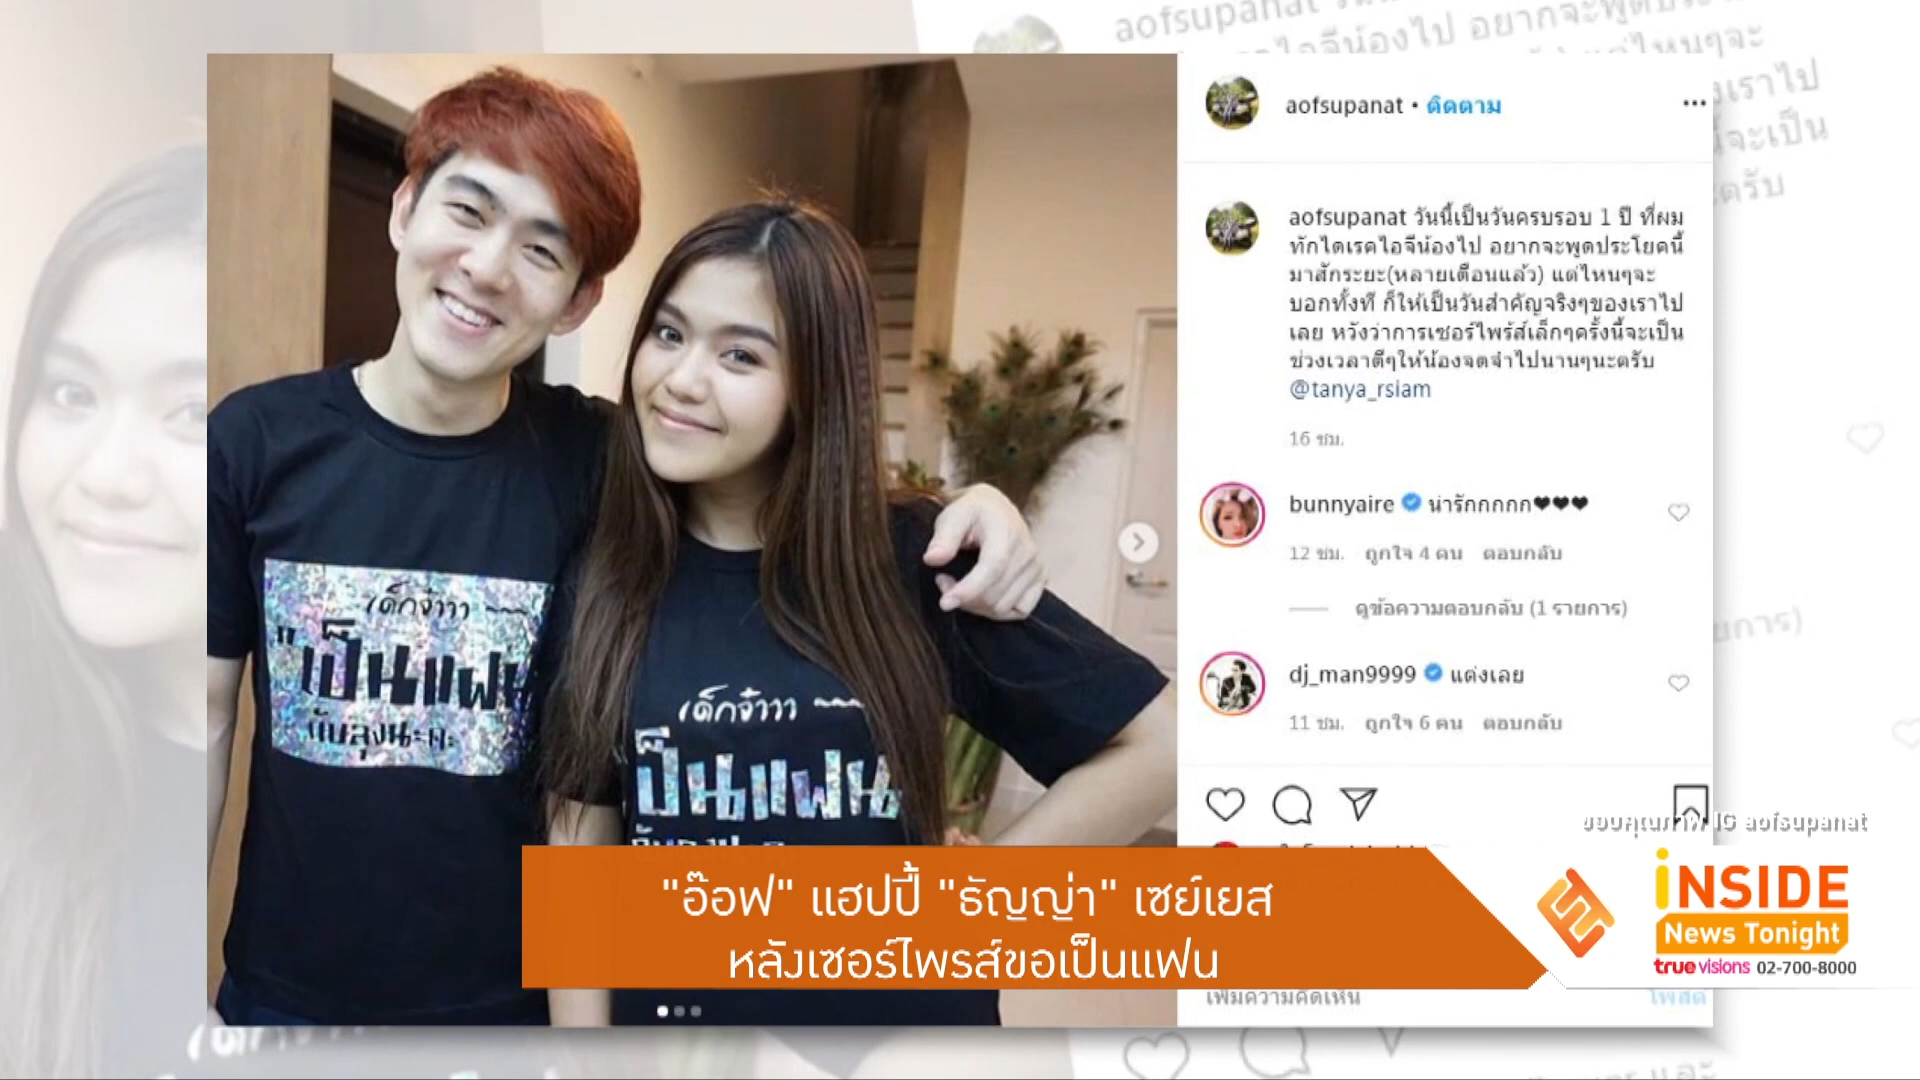 aofsupanat • ติดตาม
aofsupanat วันนี้เป็นวันครบรอบ 1 ปี ที่ผม
ทักไดเรคไอจีน้องไป อยากจะพูดประโยคนี้
มาสักระยะ(หลายเดือนแล้ว) แต่ไหนๆจะ
บอกทั้งที ก็ให้เป็นวันสำคัญจริงๆของเราไป
เลย หวังว่าการเซอร์ไพร์สเล็กๆครั้งนี้จะเป็น
ช่วงเวลาดีๆให้น้องจดจำไปนานๆนะครับ
@tanya_rsiam
16 ชม.
bunnyaire น่ารักกกกก❤❤❤
12 ชม. ถูกใจ 4 คน ตอบกลับ
ดูข้อความตอบกลับ (1 รายการ)
dj_man9999 แต่งเลย
11 ชม. ถูกใจ 6 คน ตอบกลับ
เด็กจ๋าาา
"เป็นแฟน
กับลุงนะคะ
เด็กจ๋าาา
เป็นแฟน
ขอบคุณภาพ IG aofsupanat
"อ๊อฟ" แฮปปี้ "ธัญญ่า" เซย์เยส
หลังเซอร์ไพรส์ขอเป็นแฟน
iNSIDE
News Tonight
truevisions 02-700-8000
เพิ่มความคิดเห็น
โพสต์